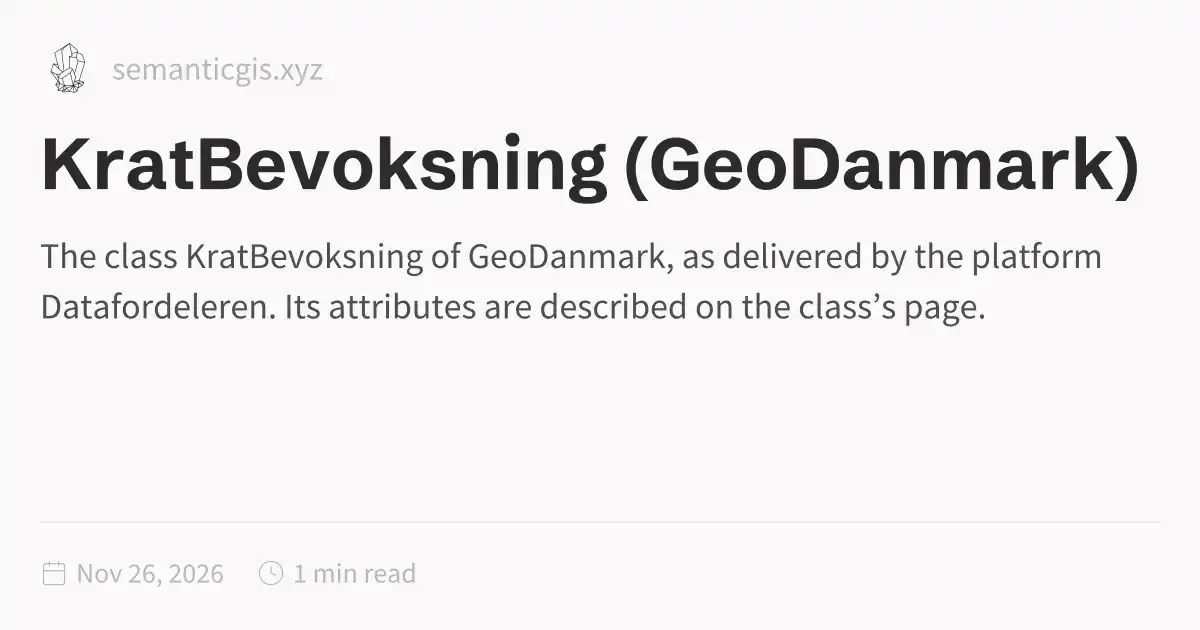 semanticgis.xyz
KratBevoksning (GeoDanmark)
The class KratBevoksning of GeoDanmark, as delivered by the platform
Datafordeleren. Its attributes are described on the class’s page.
Nov 26, 2026 1 min read